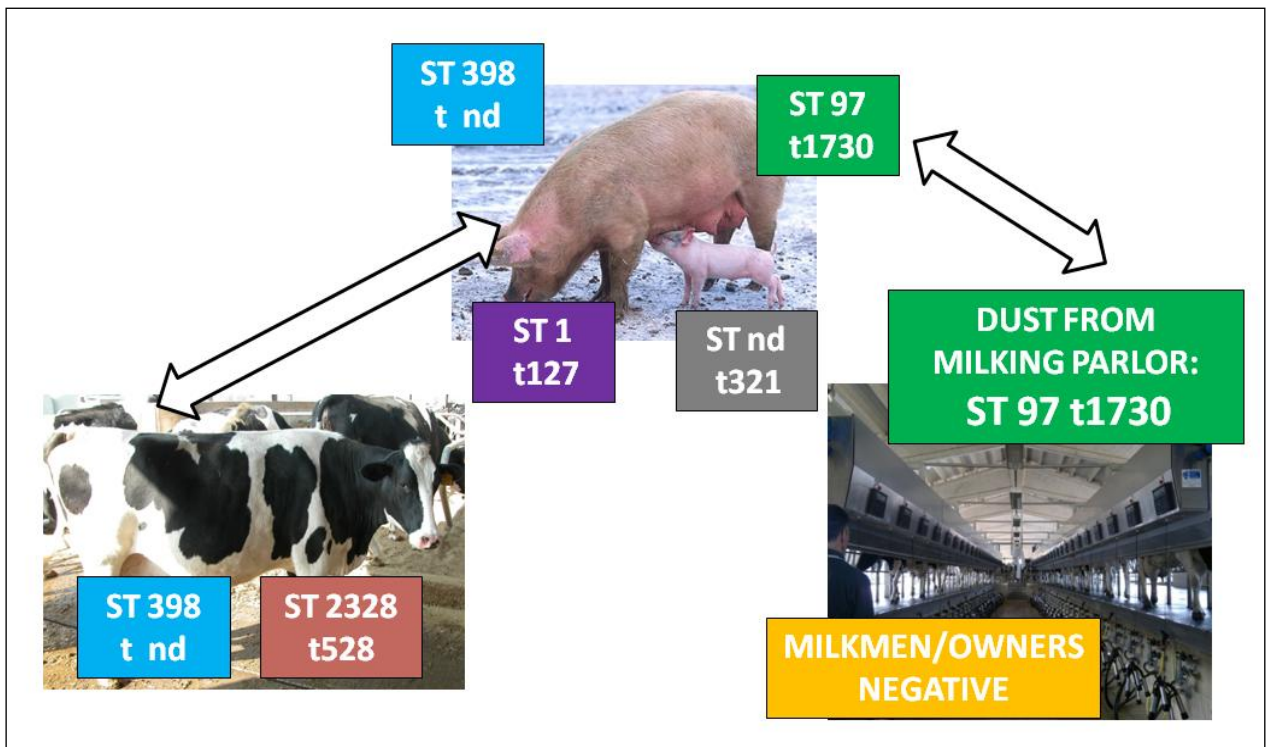 ST 398
t nd
ST 97
t1730
ST 1
t127
ST nd
t321
DUST FROM
MILKING PARLOR:
ST 97 t1730
ST 398
t nd
ST 2328
t528
MILKMEN/OWNERS
NEGATIVE